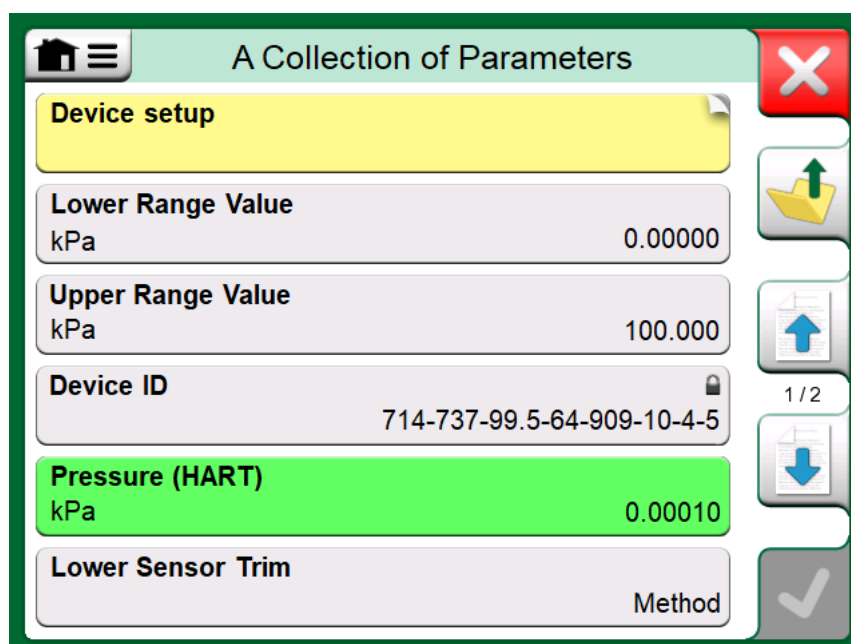 A Collection of Parameters
Device setup
Lower Range Value
kPa 0.00000
Upper Range Value
kPa 100.000
Device ID
714-737-99.5-64-909-10-4-5
1 / 2
Pressure (HART)
kPa 0.00010
Lower Sensor Trim
Method